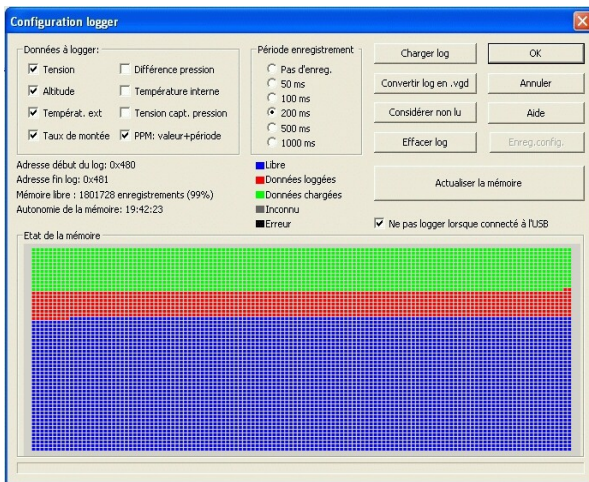 Configuration logger
Données à logger:
Tension
Différence pression
Altitude
Température interne
Températ. ext
Tension capt. pression
Taux de montée
PPM: valeur+période
Période enregistrement
Pas d'enreg.
50 ms
100 ms
200 ms
500 ms
1000 ms
Charger log
OK
Convertir log en .vgd
Annuler
Considérer non lu
Aide
Effacer log
Enreg.config.
Adresse début du log: 0x480
Adresse fin log: 0x481
Mémoire libre : 1801728 enregistrements (99%)
Autonomie de la mémoire: 19:42:23
Libre
Données loggées
Données chargées
Inconnu
Erreur
Actualiser la mémoire
Ne pas logger lorsque connecté à l'USB
Etat de la mémoire